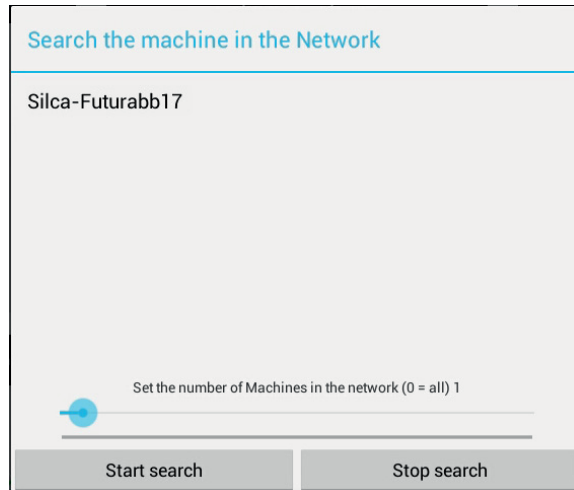 Search the machine in the Network
Silca-Futurabb17
Set the number of Machines in the network (0 = all) 1
Start search
Stop search